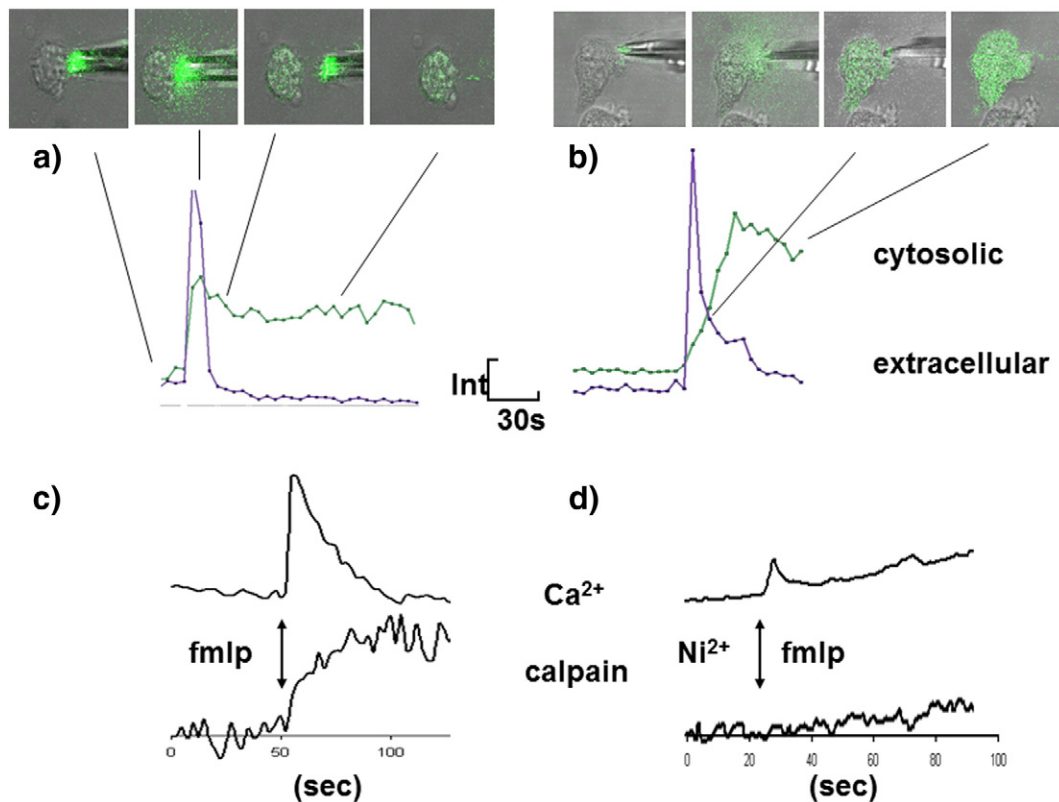 a)
b)
cytosolic
extracellular
Int
30s
c)
d)
Ca²⁺
fmlp
calpain
Ni²⁺ fmlp
0 50 100
(sec)
0 20 40 60 80 100
(sec)